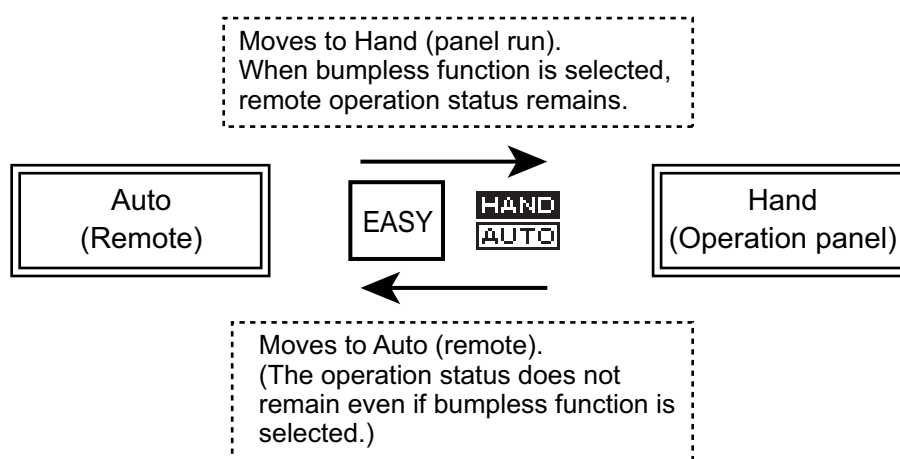 Moves to Hand (panel run).
When bumpless function is selected,
remote operation status remains.
Auto
(Remote)
EASY
HAND
AUTO
Hand
(Operation panel)
Moves to Auto (remote).
(The operation status does not
remain even if bumpless function is
selected.)